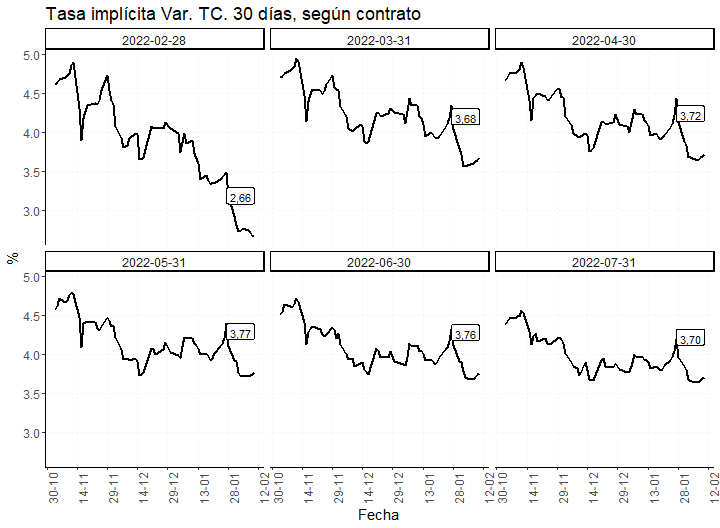 Tasa implícita Var. TC. 30 días, según contrato
2022-02-28 2022-03-31 2022-04-30
5.0
4.5
4.0
3.5
3.0
2,66 3,68 3,72
%
2022-05-31 2022-06-30 2022-07-31
5.0
4.5
4.0
3.5
3.0
3,77 3,76 3,70
30-10 14-11 29-11 14-12 29-12 13-01 28-01 12-02 30-10 14-11 29-11 14-12 29-12 13-01 28-01 12-02 30-10 14-11 29-11 14-12 29-12 13-01 28-01 12-02
Fecha